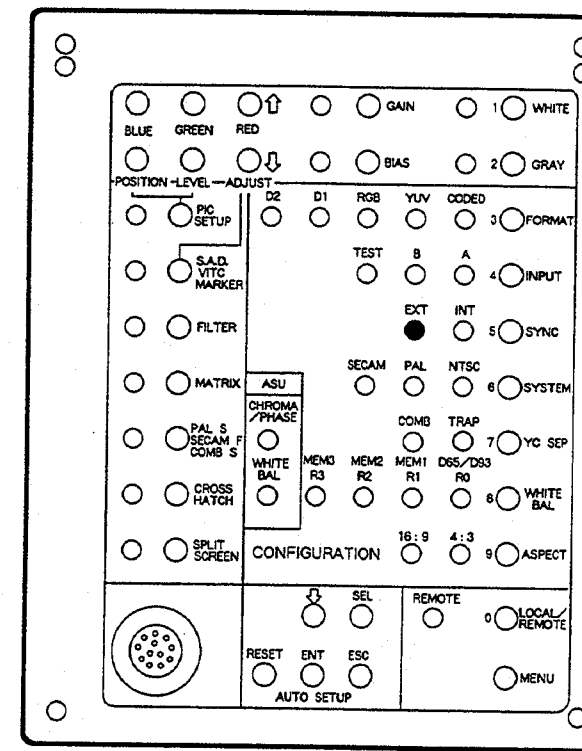 GAIN 1 WHITE
BLUE GREEN RED
BIAS 2 GRAY
POSITION LEVEL ADJUST
D2 D1 RGB YUV CODED
PIC SETUP 3 FORMAT
TEST B A
S.A.D. VITC MARKER 4 INPUT
EXT INT
FILTER 5 SYNC
SECAM PAL NTSC
MATRIX ASU 6 SYSTEM
CHROMA /PHASE
COMB TRAP
PAL S SECAM F COMB S 7 YC SEP
WHITE BAL MEM3 R3 MEM2 R2 MEM1 R1 D65/D93 R0
CROSS HATCH 8 WHITE BAL
16:9 4:3
SPLIT SCREEN CONFIGURATION 9 ASPECT
SEL REMOTE
0 LOCAL/ REMOTE
RESET ENT ESC
MENU
AUTO SETUP